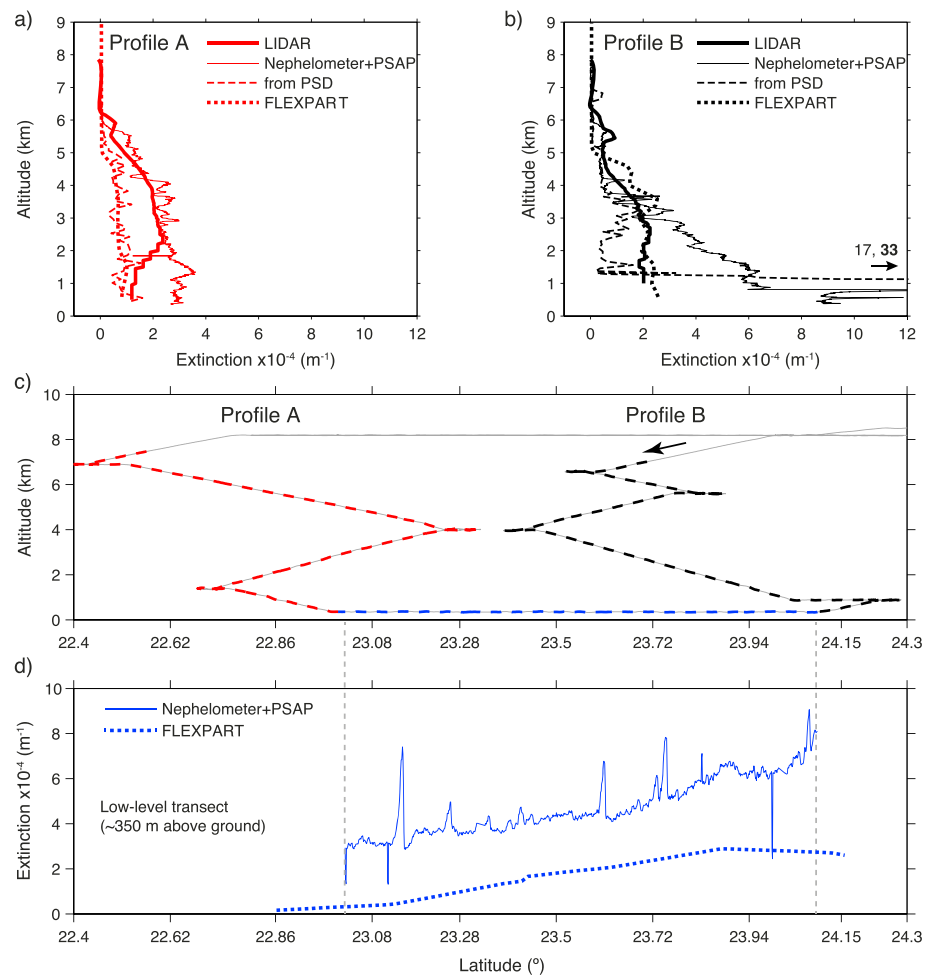 a)
Profile A
LIDAR
Nephelometer+PSAP
from PSD
FLEXPART
Altitude (km)
9
8
7
6
5
4
3
2
1
0
0 2 4 6 8 10 12
Extinction x10-4 (m-1)
b)
Profile B
LIDAR
Nephelometer+PSAP
from PSD
FLEXPART
17, 33
Altitude (km)
9
8
7
6
5
4
3
2
1
0
0 2 4 6 8 10 12
Extinction x10-4 (m-1)
c)
Profile A Profile B
Altitude (km)
10
8
6
4
2
0
22.4 22.62 22.86 23.08 23.28 23.5 23.72 23.94 24.15 24.3
d)
Nephelometer+PSAP
FLEXPART
Low-level transect
(~350 m above ground)
Extinction x10-4 (m-1)
10
8
6
4
2
0
22.4 22.62 22.86 23.08 23.28 23.5 23.72 23.94 24.15 24.3
Latitude (º)